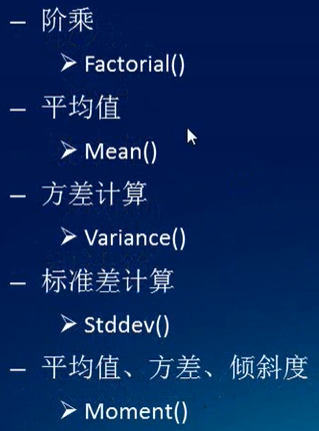 – 阶乘
➢ Factorial()
– 平均值
➢ Mean()
– 方差计算
➢ Variance()
– 标准差计算
➢ Stddev()
– 平均值、方差、倾斜度
➢ Moment()